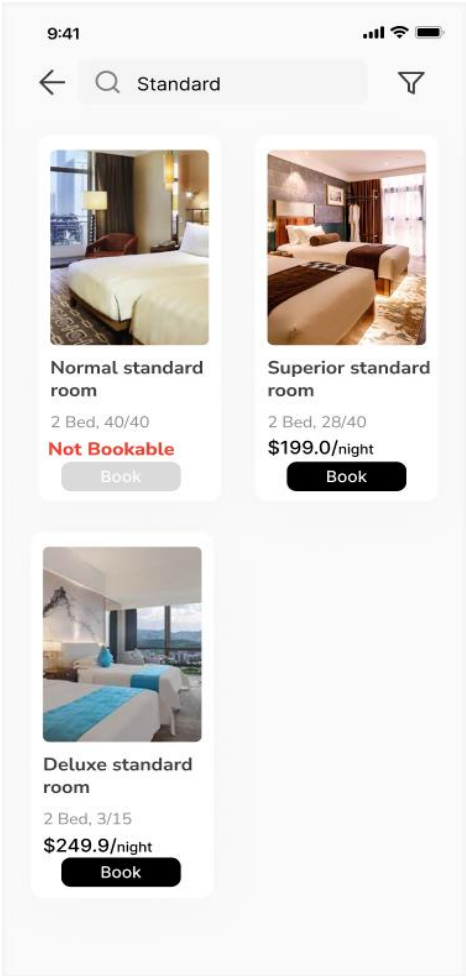 9:41
Standard
Normal standard
room
2 Bed, 40/40
Not Bookable
Book
Superior standard
room
2 Bed, 28/40
$199.0/night
Book
Deluxe standard
room
2 Bed, 3/15
$249.9/night
Book